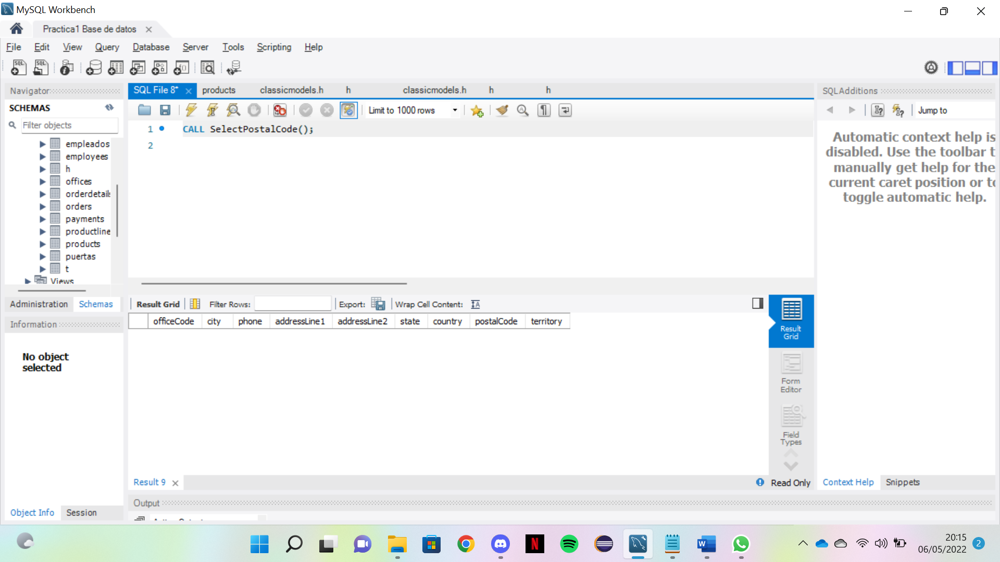 MySQL Workbench
Practica1 Base de datos
File Edit View Query Database Server Tools Scripting Help
Navigator
SCHEMAS
Filter objects
empleados
employees
h
offices
orderdetail
orders
payments
productline
products
puertas
t
Views
Administration Schemas
Information
No object
selected
Object Info Session
SQL File 8* products classicmodels.h h classicmodels.h h h
Limit to 1000 rows
1 CALL SelectPostalCode();
2
Result Grid Filter Rows: Export: Wrap Cell Content:
officeCode city phone addressLine1 addressLine2 state country postalCode territory
Result
Grid
Form
Editor
Field
Types
Result 9 Read Only
Output
SQLAdditions
Jump to
Automatic context help is
disabled. Use the toolbar t
manually get help for the
current caret position or to
toggle automatic help.
Context Help Snippets
20:15
06/05/2022 2